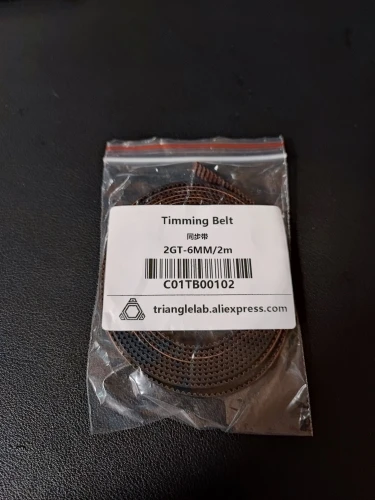 Timming Belt
同步带
2GT-6MM/2m
C01TB00102
trianglelab.aliexpress.com